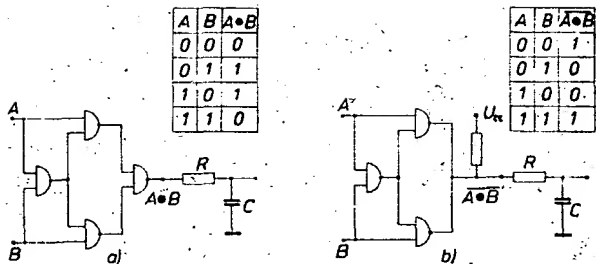 A B A•B
0 0 0
0 1 1
1 0 1
1 1 0
A
R
A•B
C
B
a)
A B A•B
0 0 1
0 1 0
1 0 0
1 1 1
A
R
A•B
C
B
b)